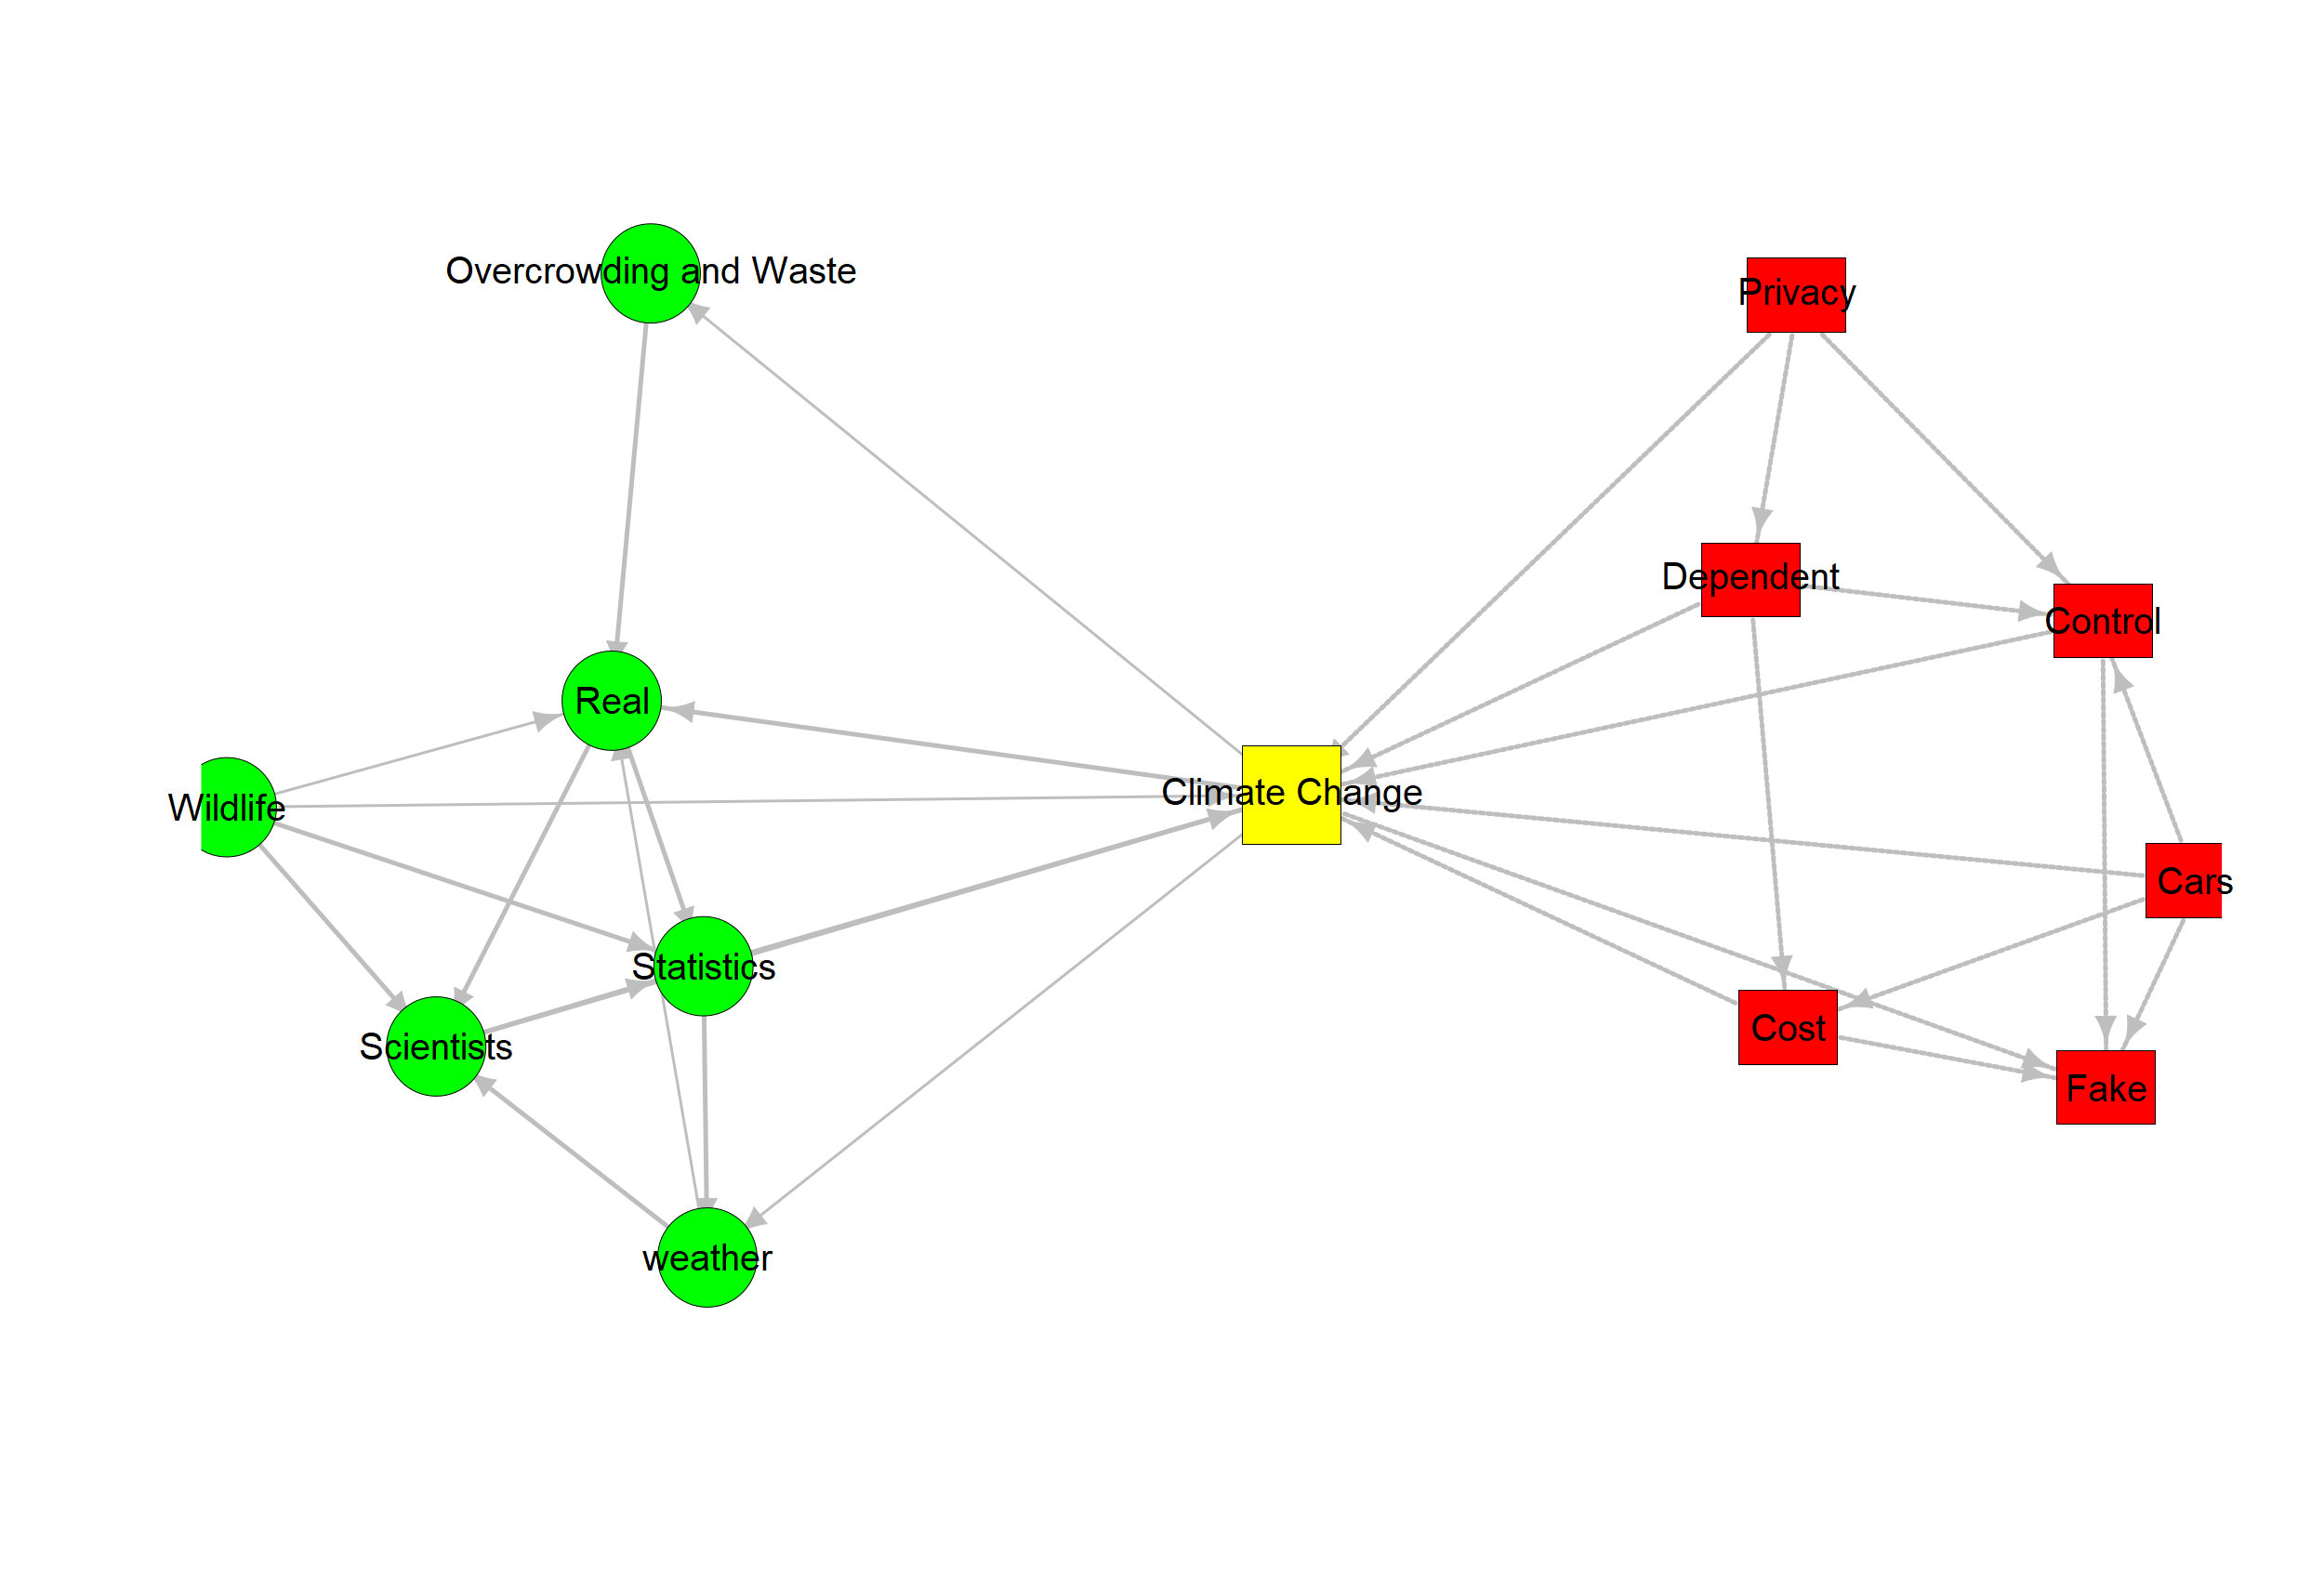 Overcrowding and Waste
Privacy
Dependent
Control
Real
Climate Change
Wildlife
Cars
Statistics
Cost
Scientists
Fake
weather